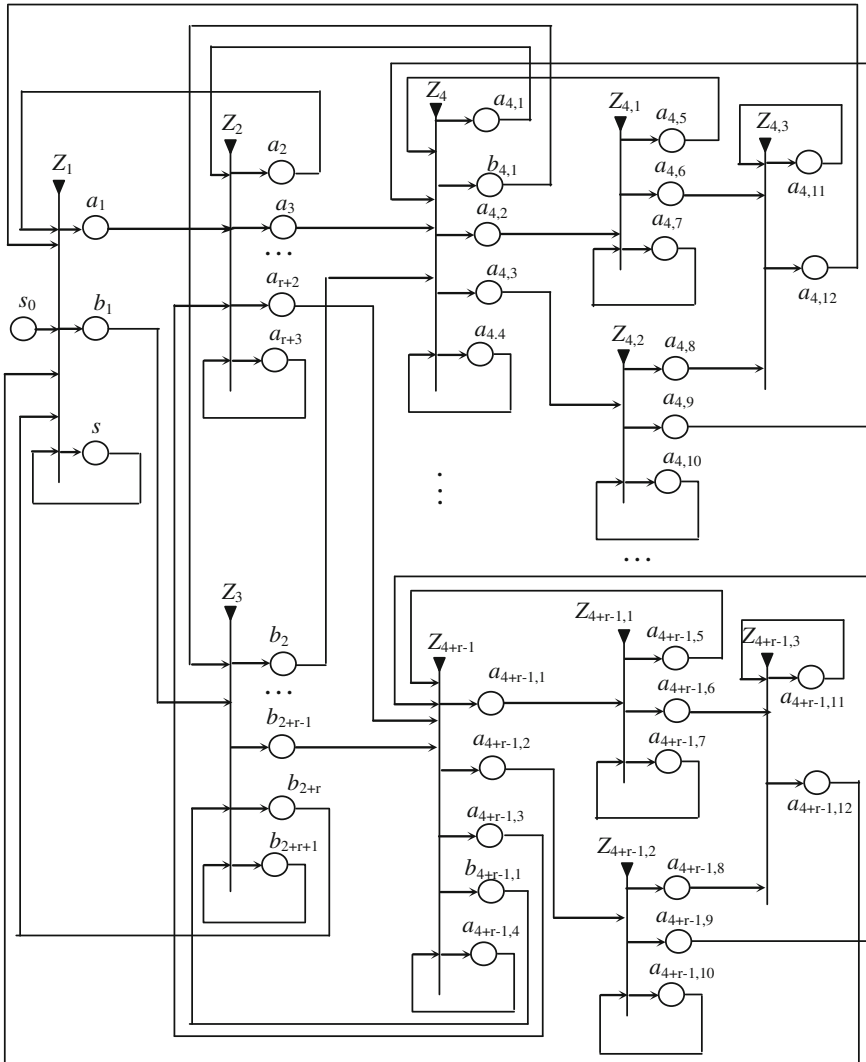 Z₁
a₁
s₀
b₁
s
Z₂
a₂
a₃
...
aᵣ₊₂
aᵣ₊₃
Z₃
b₂
...
b₂₊ᵣ₋₁
b₂₊ᵣ
b₂₊ᵣ₊₁
Z₄
a₄,₁
b₄,₁
a₄,₂
a₄,₃
a₄.₄
...
Z₄,₁
a₄,₅
a₄,₆
a₄,₇
Z₄,₂
a₄,₈
a₄,₉
a₄,₁₀
...
Z₄,₃
a₄,₁₁
a₄,₁₂
Z₄₊ᵣ₋₁
a₄₊ᵣ₋₁,₁
a₄₊ᵣ₋₁,₂
a₄₊ᵣ₋₁,₃
b₄₊ᵣ₋₁,₁
a₄₊ᵣ₋₁,₄
Z₄₊ᵣ₋₁,₁
a₄₊ᵣ₋₁,₅
a₄₊ᵣ₋₁,₆
a₄₊ᵣ₋₁,₇
Z₄₊ᵣ₋₁,₂
a₄₊ᵣ₋₁,₈
a₄₊ᵣ₋₁,₉
a₄₊ᵣ₋₁,₁₀
Z₄₊ᵣ₋₁,₃
a₄₊ᵣ₋₁,₁₁
a₄₊ᵣ₋₁,₁₂